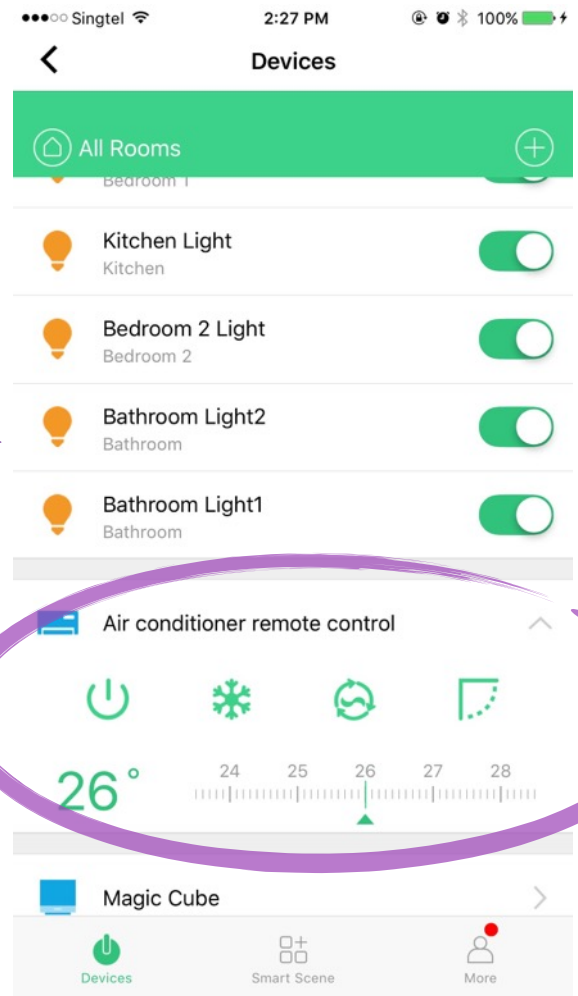 Singtel 2:27 PM 100%
Devices
All Rooms
Bedroom 1
Kitchen Light
Kitchen
Bedroom 2 Light
Bedroom 2
Bathroom Light2
Bathroom
Bathroom Light1
Bathroom
Air conditioner remote control
26° 24 25 26 27 28
Magic Cube
Devices Smart Scene More